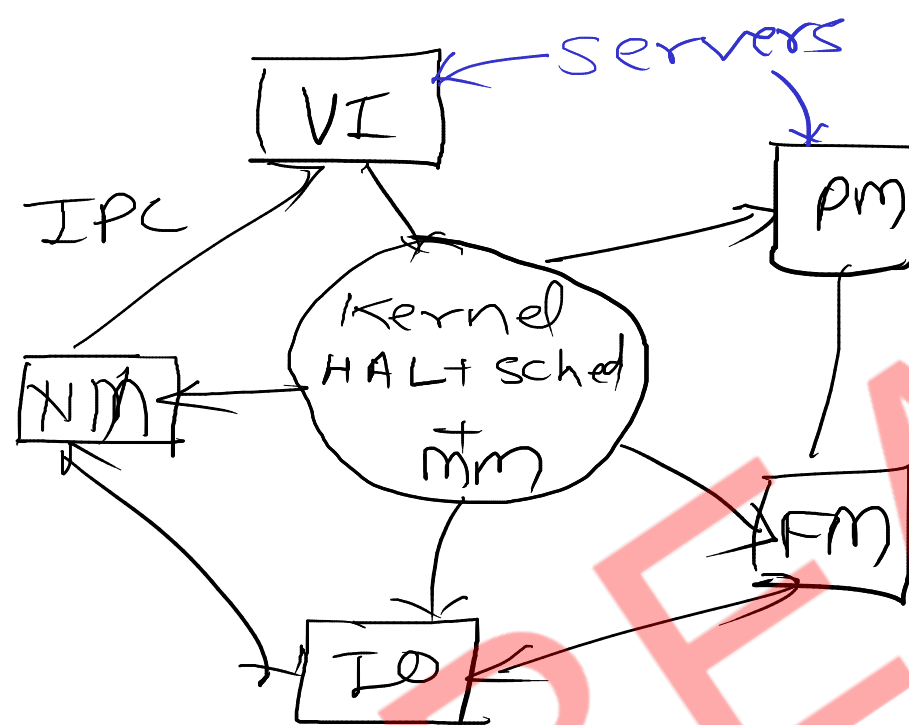 Servers
VI
PM
IPC
Kernel
HAL + Sched
+
mm
NM
FM
IO